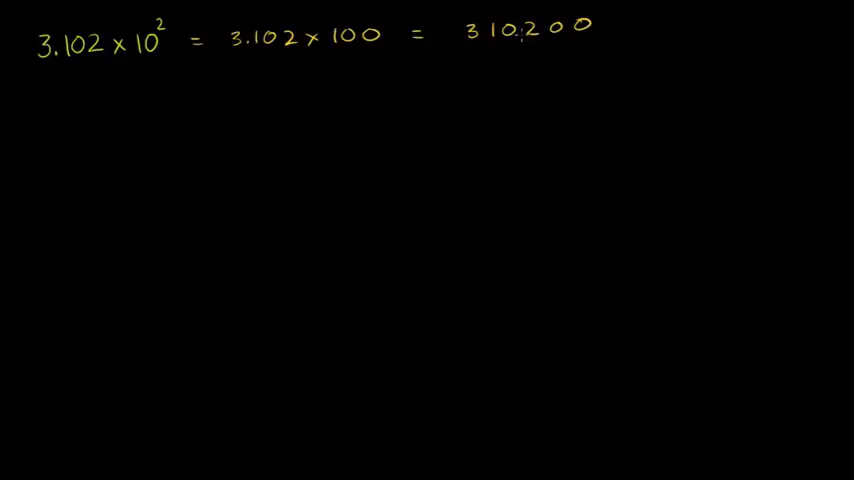 3.102 × 10² = 3.102 × 100 = 310.200